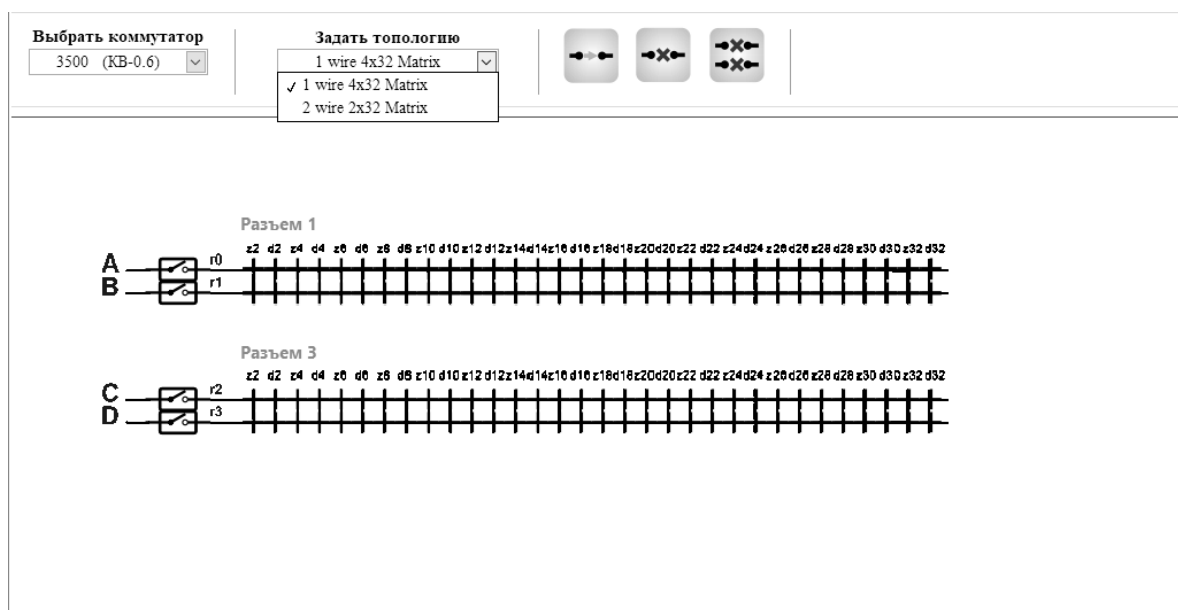 Выбрать коммутатор
3500 (КВ-0.6)
Задать топологию
1 wire 4x32 Matrix
✓ 1 wire 4x32 Matrix
2 wire 2x32 Matrix
Разъем 1
z2 d2 z4 d4 z6 d6 z8 d8 z10 d10 z12 d12 z14 d14 z16 d16 z18 d18 z20 d20 z22 d22 z24 d24 z26 d26 z28 d28 z30 d30 z32 d32
A r0
B r1
Разъем 3
z2 d2 z4 d4 z6 d6 z8 d8 z10 d10 z12 d12 z14 d14 z16 d16 z18 d18 z20 d20 z22 d22 z24 d24 z26 d26 z28 d28 z30 d30 z32 d32
C r2
D r3